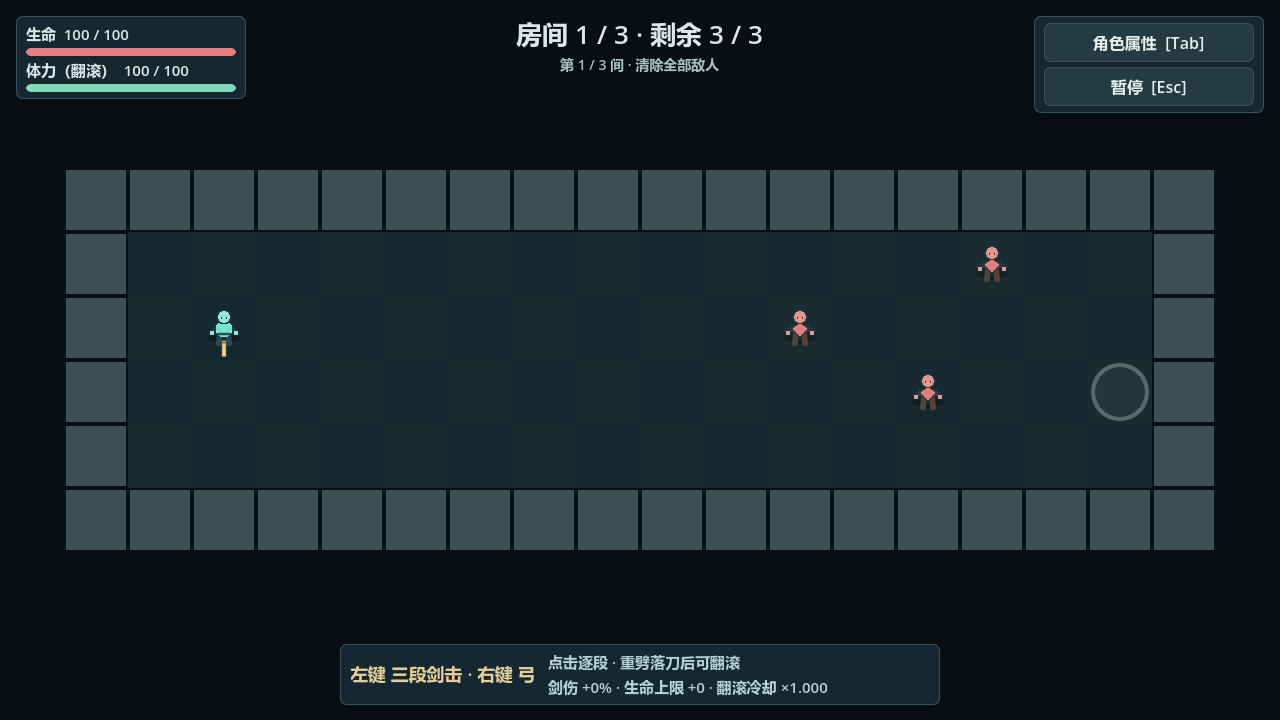 生命 100 / 100
体力（翻滚） 100 / 100
房间 1 / 3 · 剩余 3 / 3
第 1 / 3 间 · 清除全部敌人
角色属性 [Tab]
暂停 [Esc]
左键 三段剑击 · 右键 弓
点击逐段 · 重劈落刀后可翻滚
剑伤 +0% · 生命上限 +0 · 翻滚冷却 ×1.000